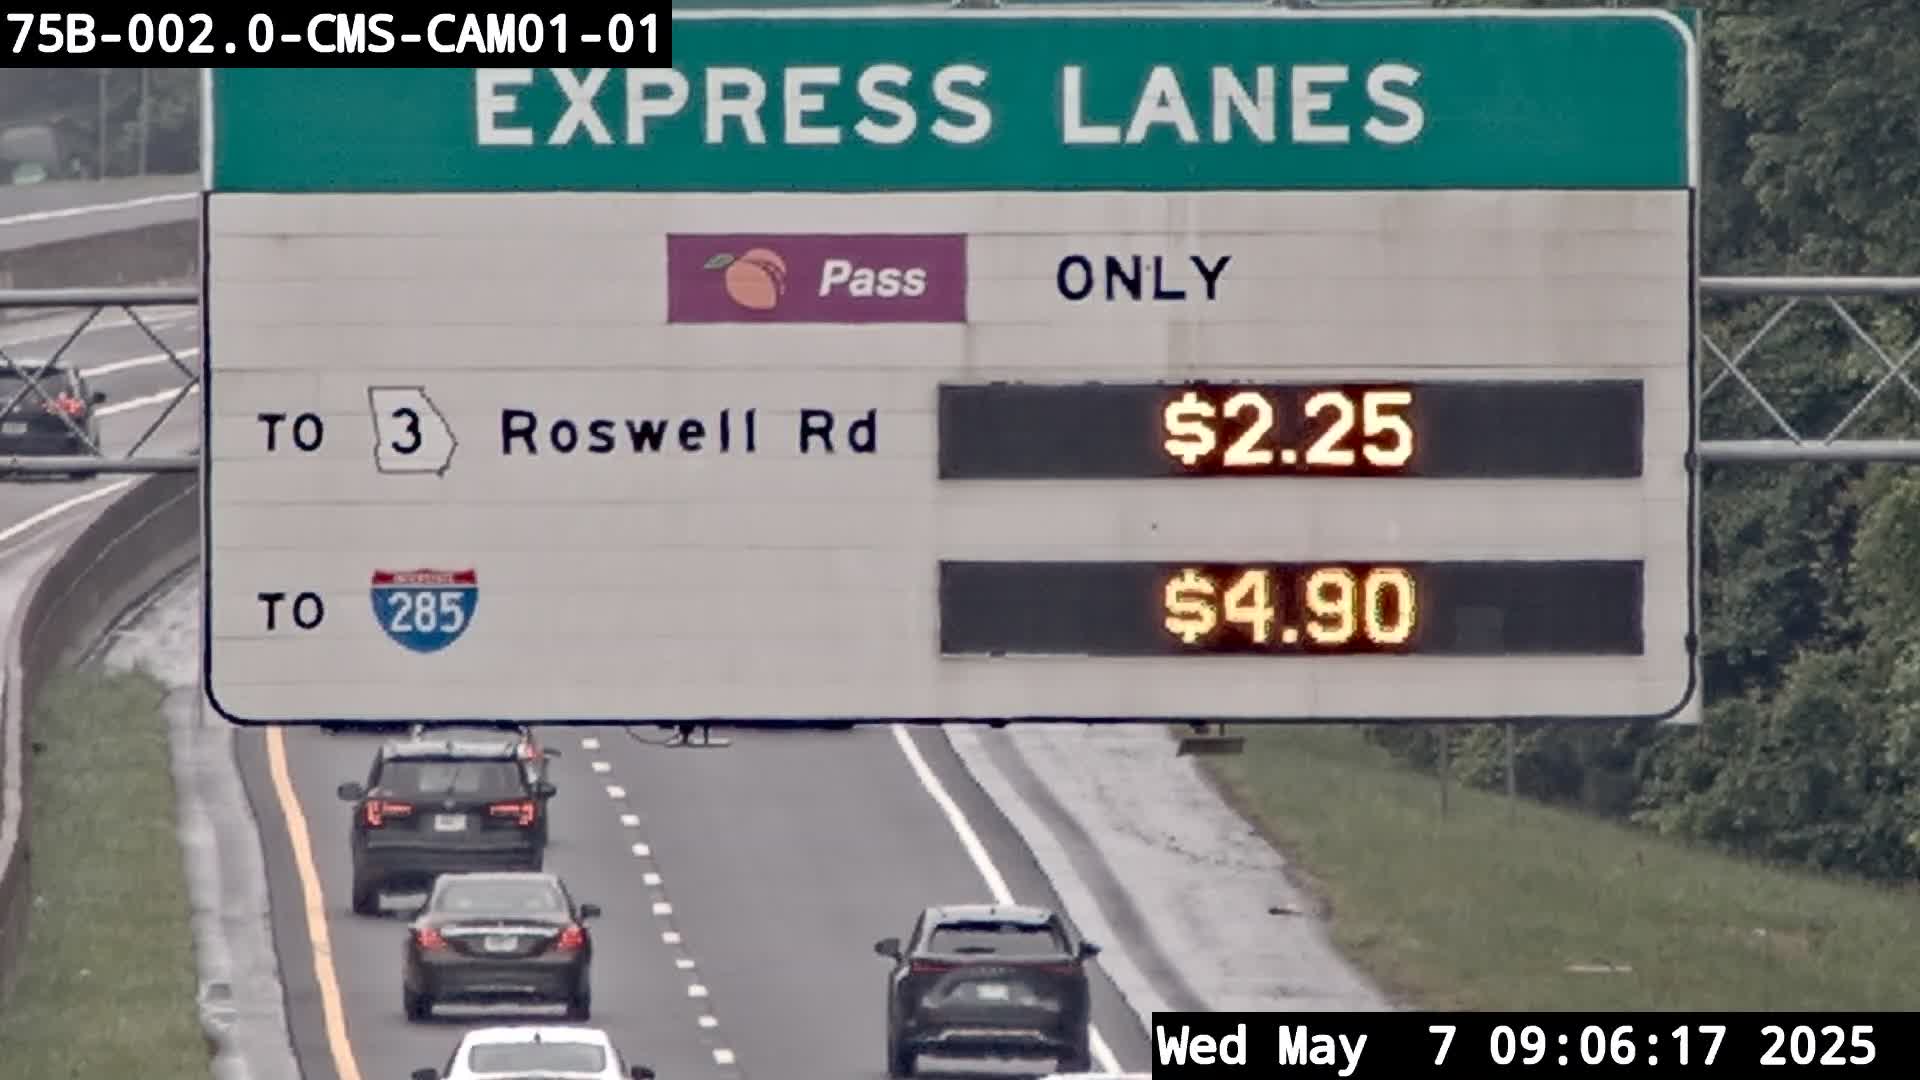 75B-002.0-CMS-CAM01-01
EXPRESS LANES
Pass ONLY
TO 3 Roswell Rd $2.25
INTERSTATE
TO 285 $4.90
Wed May 7 09:06:17 2025